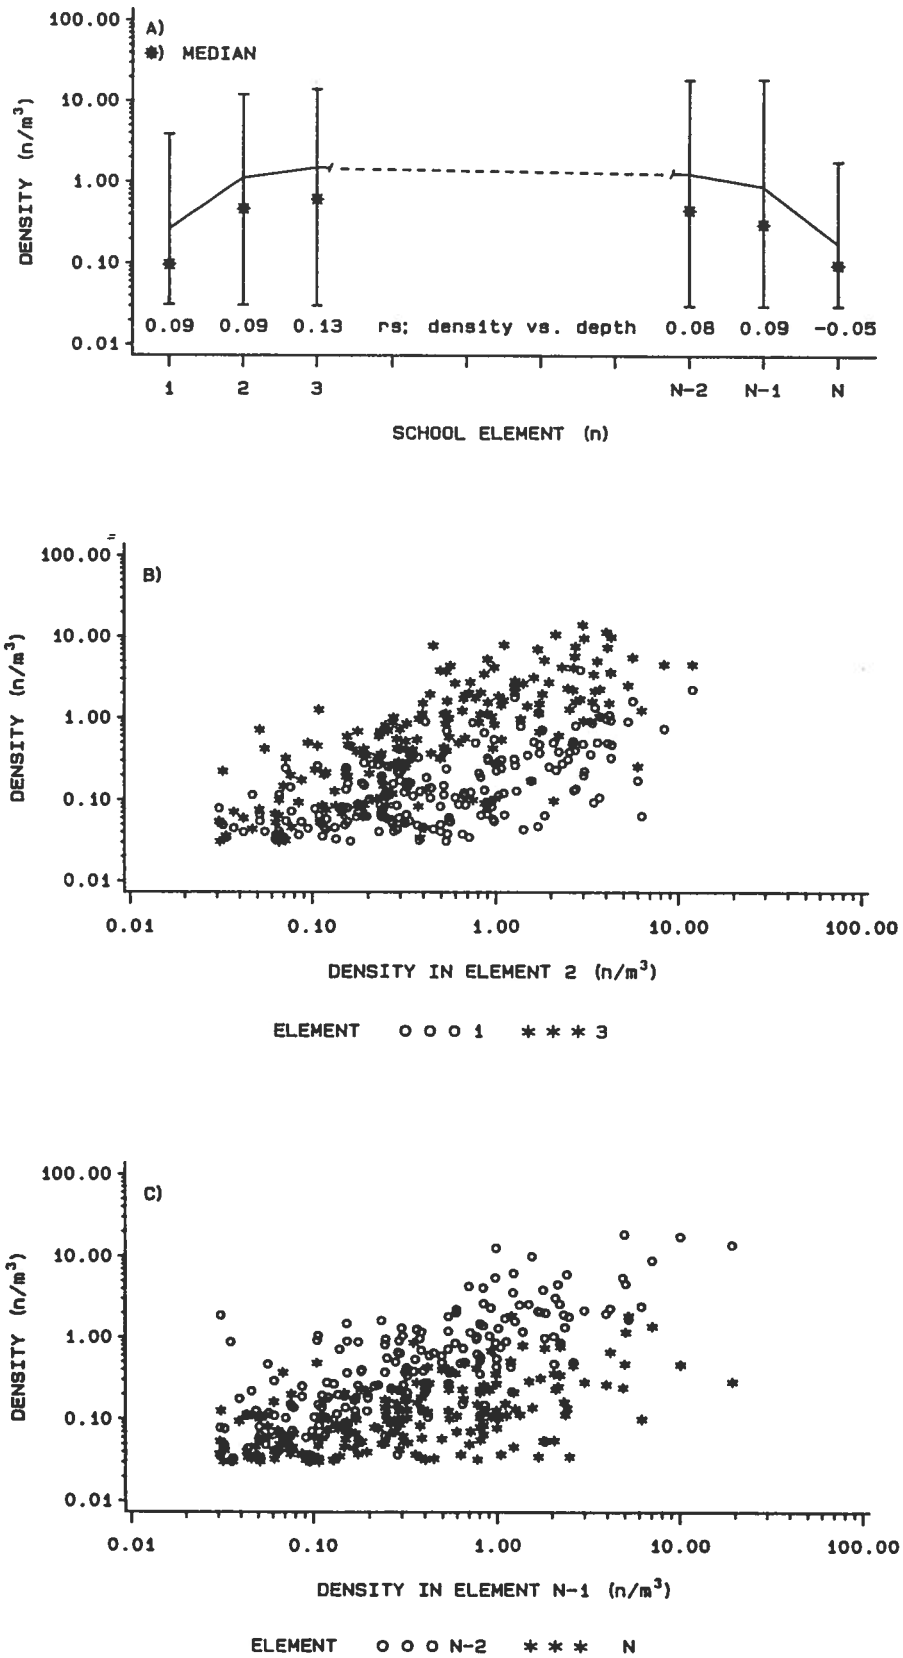 100.00
A)
*) MEDIAN
10.00
1.00
0.10
0.01
DENSITY (n/m³)
0.09 0.09 0.13 rs; density vs. depth 0.08 0.09 -0.05
1 2 3 N-2 N-1 N
SCHOOL ELEMENT (n)
100.00
B)
10.00
1.00
0.10
0.01
DENSITY (n/m³)
0.01 0.10 1.00 10.00 100.00
DENSITY IN ELEMENT 2 (n/m³)
ELEMENT o o o 1 * * * 3
100.00
C)
10.00
1.00
0.10
0.01
DENSITY (n/m³)
0.01 0.10 1.00 10.00 100.00
DENSITY IN ELEMENT N-1 (n/m³)
ELEMENT o o o N-2 * * * N